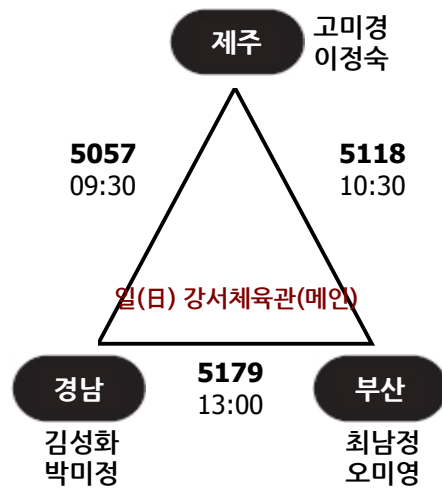 제주
고미경
이정숙
5057
09:30
5118
10:30
일(日) 강서체육관(메인)
경남
김성화
박미정
5179
13:00
부산
최남정
오미영